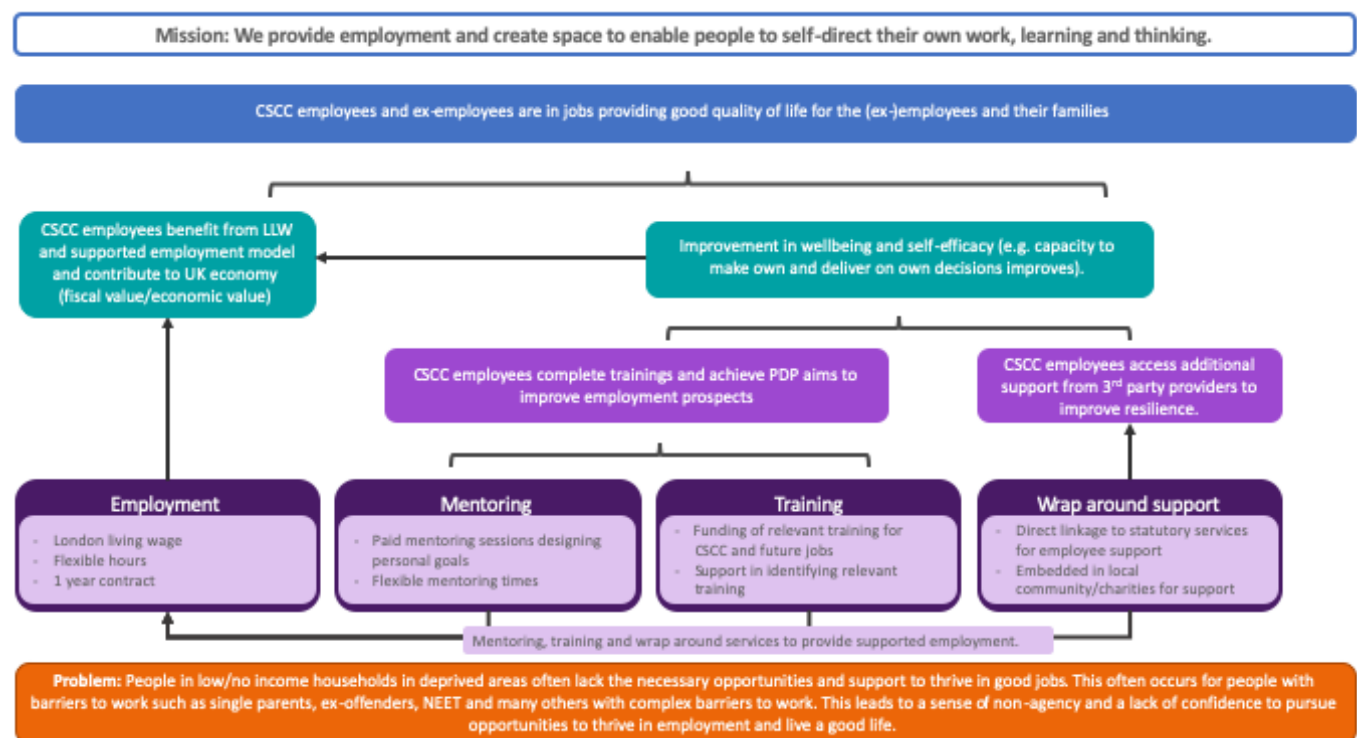 Mission: We provide employment and create space to enable people to self-direct their own work, learning and thinking.
CSCC employees and ex-employees are in jobs providing good quality of life for the (ex-)employees and their families
CSCC employees benefit from LLW
and supported employment model
and contribute to UK economy
(fiscal value/economic value)
Improvement in wellbeing and self-efficacy (e.g. capacity to
make own and deliver on own decisions improves).
CSCC employees complete trainings and achieve PDP aims to
improve employment prospects
CSCC employees access additional
support from 3rd party providers to
improve resilience.
Employment
- London living wage
- Flexible hours
- 1 year contract
Mentoring
- Paid mentoring sessions designing
personal goals
- Flexible mentoring times
Training
- Funding of relevant training for
CSCC and future jobs
- Support in identifying relevant
training
Wrap around support
- Direct linkage to statutory services
for employee support
- Embedded in local
community/charities for support
Mentoring, training and wrap around services to provide supported employment.
Problem: People in low/no income households in deprived areas often lack the necessary opportunities and support to thrive in good jobs. This often occurs for people with
barriers to work such as single parents, ex-offenders, NEET and many others with complex barriers to work. This leads to a sense of non-agency and a lack of confidence to pursue
opportunities to thrive in employment and live a good life.